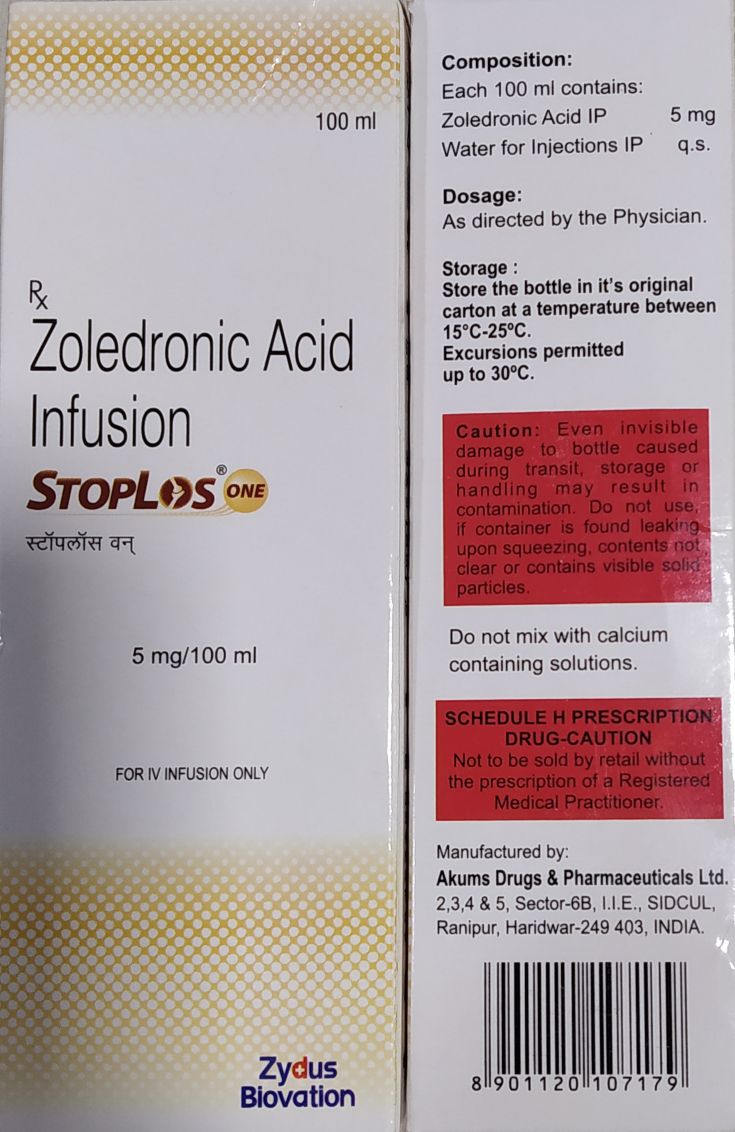 100 ml
Rx
Zoledronic Acid
Infusion
STOPLOS® ONE
स्टॉपलॉस वन्
5 mg/100 ml
FOR IV INFUSION ONLY
Zydus
Biovation
Composition:
Each 100 ml contains:
Zoledronic Acid IP 5 mg
Water for Injections IP q.s.
Dosage:
As directed by the Physician.
Storage :
Store the bottle in it's original
carton at a temperature between
15°C-25ºC.
Excursions permitted
up to 30ºC.
Caution: Even invisible
damage to bottle caused
during transit, storage or
handling may result in
contamination. Do not use,
if container is found leaking
upon squeezing, contents not
clear or contains visible solid
particles.
Do not mix with calcium
containing solutions.
SCHEDULE H PRESCRIPTION
DRUG-CAUTION
Not to be sold by retail without
the prescription of a Registered
Medical Practitioner.
Manufactured by:
Akums Drugs & Pharmaceuticals Ltd.
2,3,4 & 5, Sector-6B, I.I.E., SIDCUL,
Ranipur, Haridwar-249 403, INDIA.
8 901120 107179